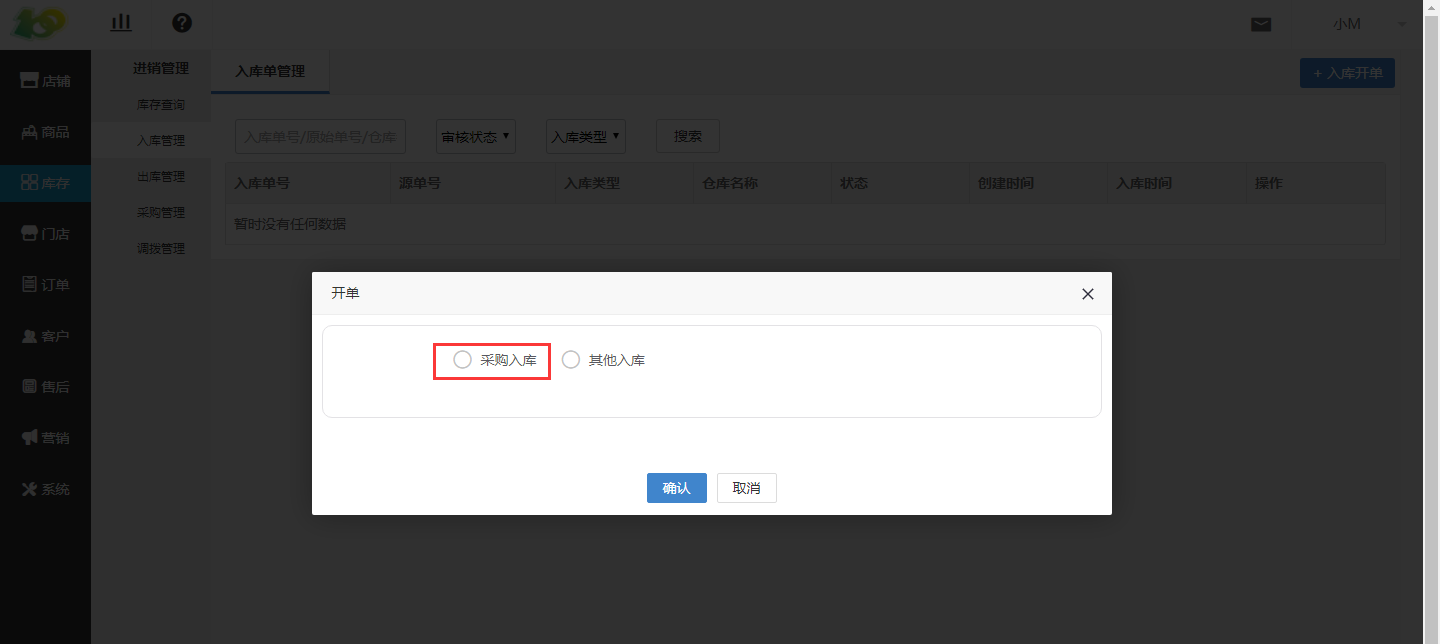 小M
店铺
商品
库存
门店
订单
客户
售后
营销
系统
进销管理
库存查询
入库管理
出库管理
采购管理
调拨管理
入库单管理
+ 入库开单
入库单号/原始单号/仓库
审核状态
入库类型
搜索
入库单号 源单号 入库类型 仓库名称 状态 创建时间 入库时间 操作
暂时没有任何数据
开单
采购入库
其他入库
确认
取消